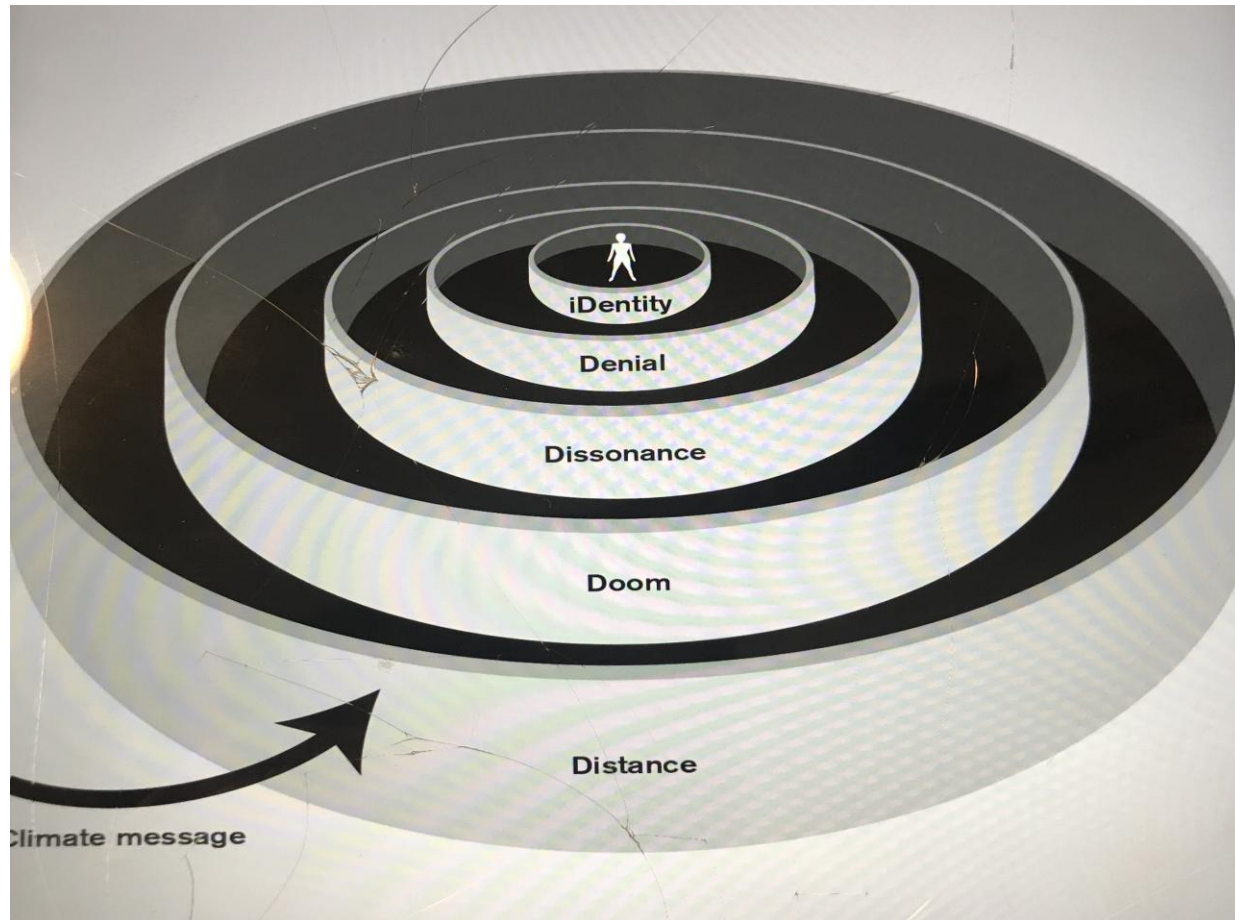 iDentity
Denial
Dissonance
Doom
Distance
Climate message